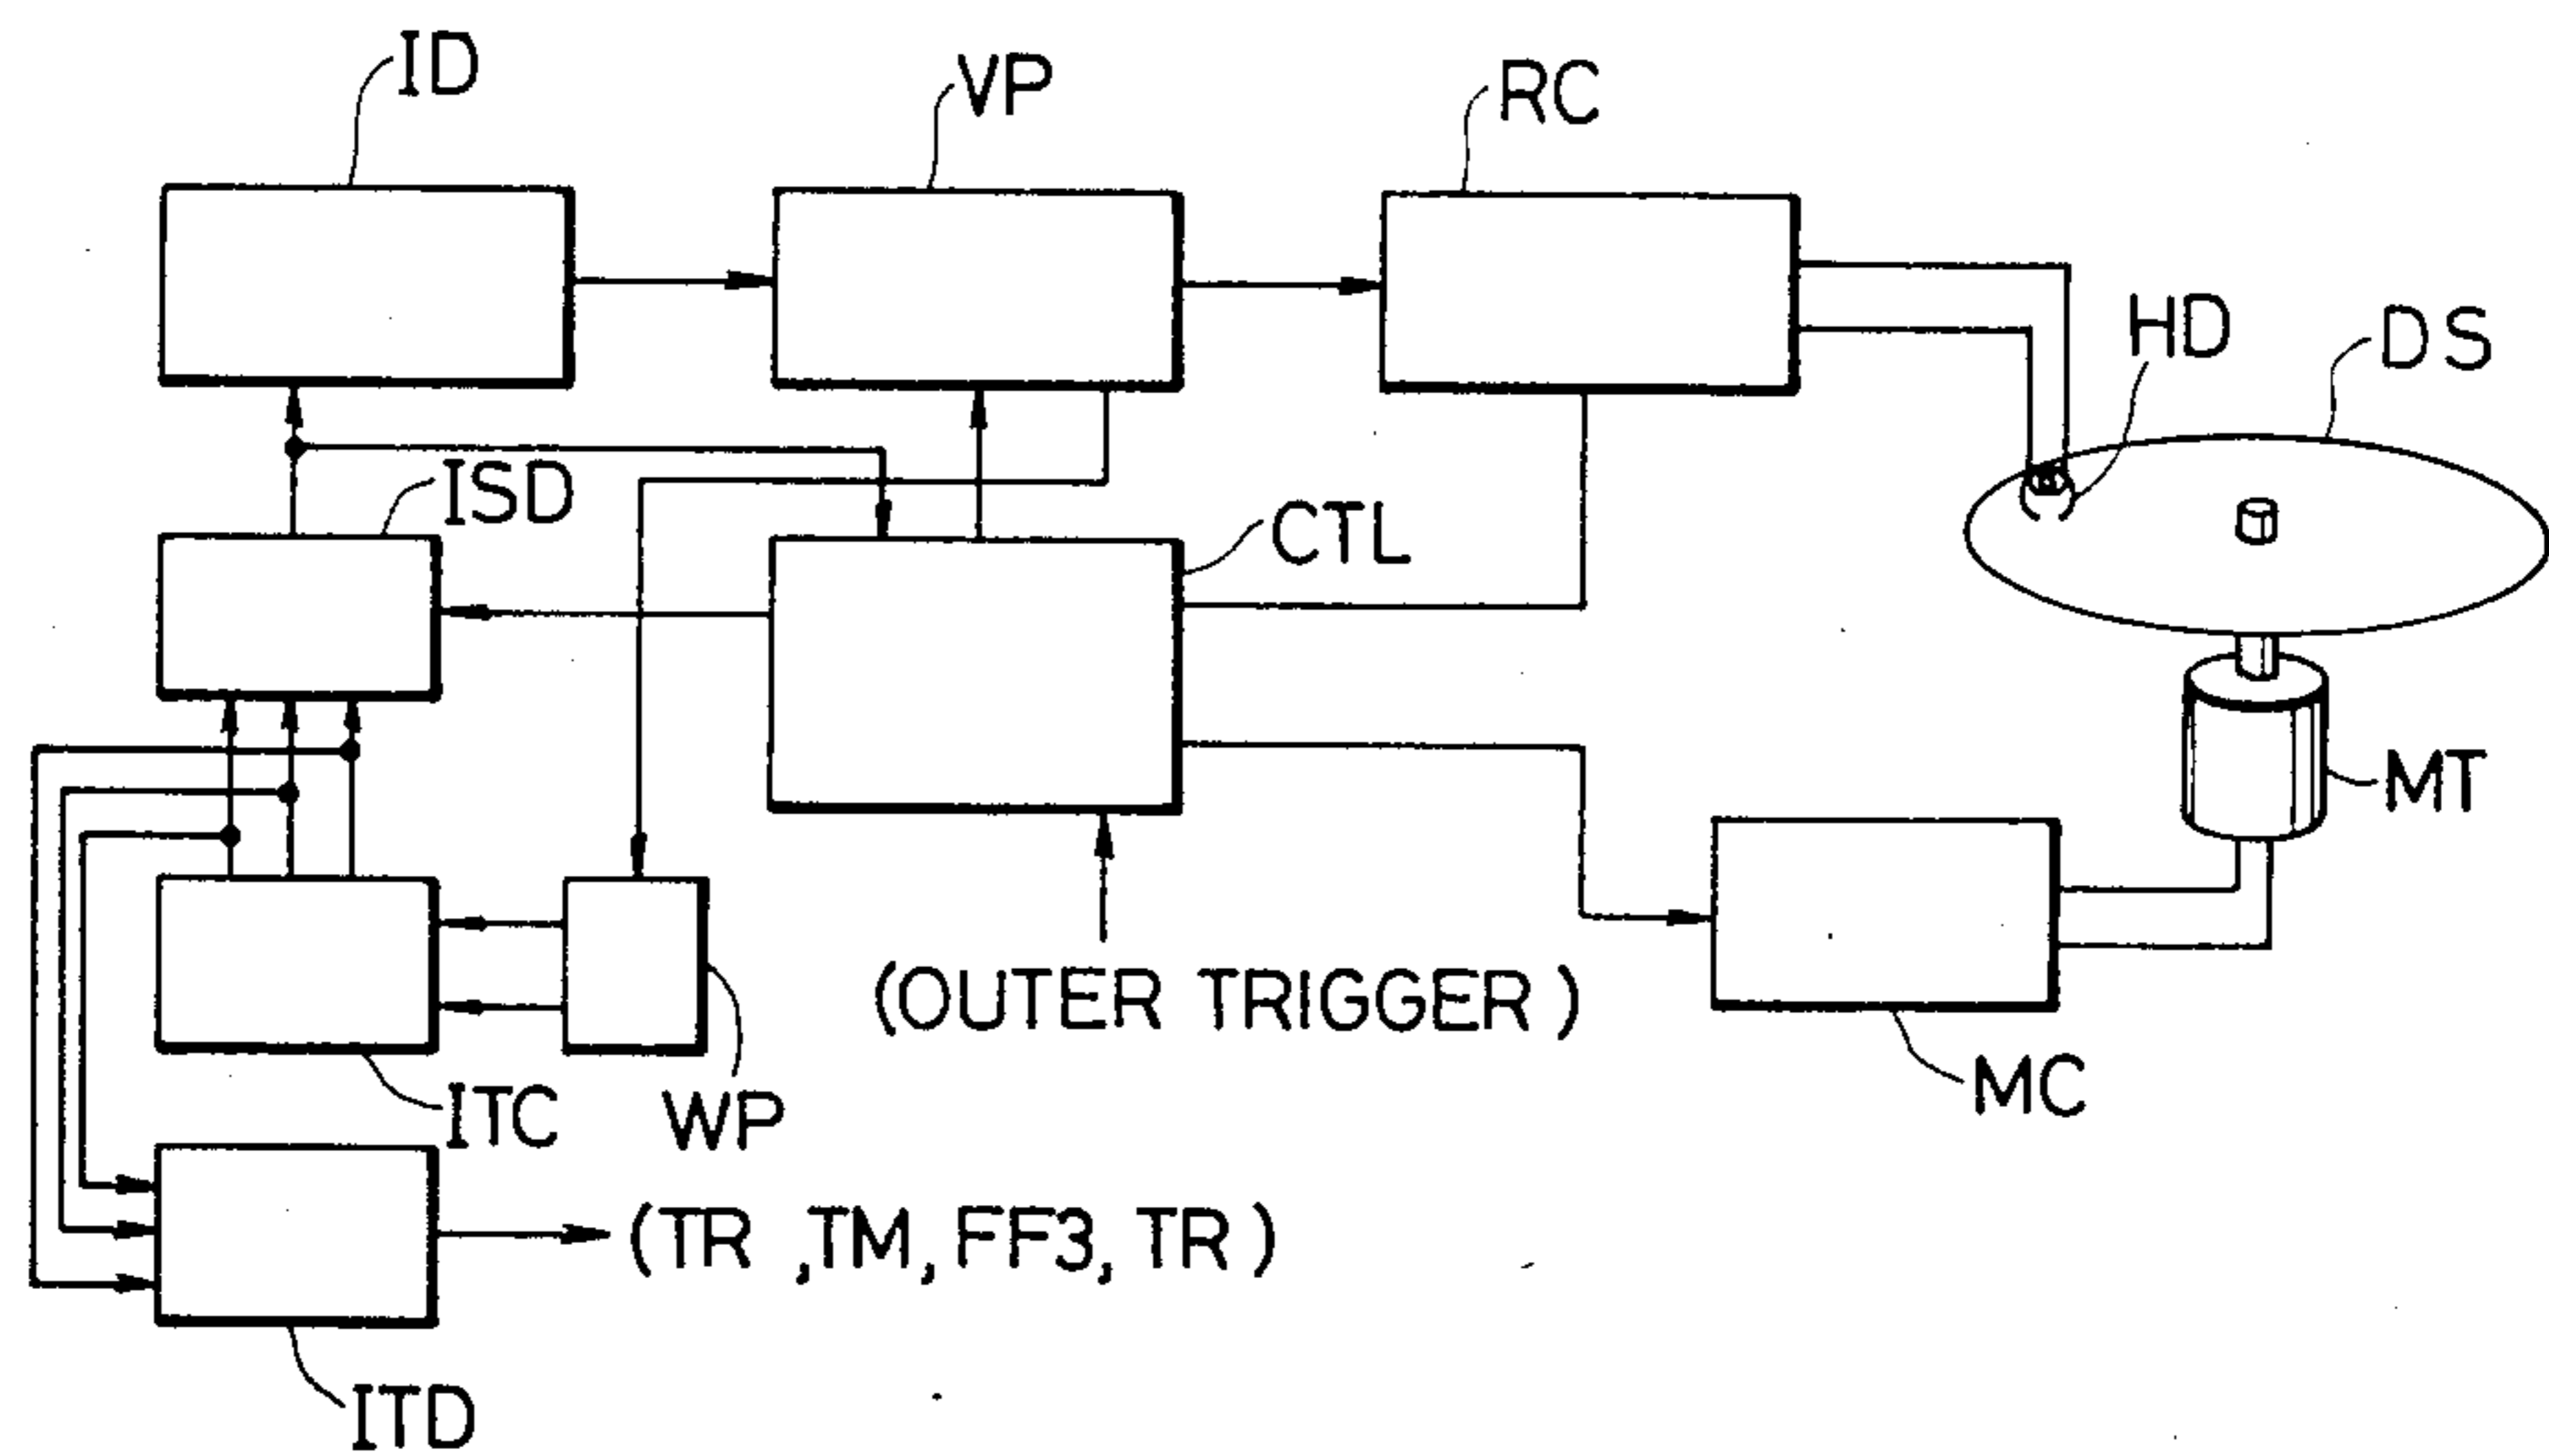 ID
VP
RC
HD
DS
ISD
CTL
MT
(OUTER TRIGGER)
MC
ITC
WP
(TR ,TM, FF3, TR)
ITD